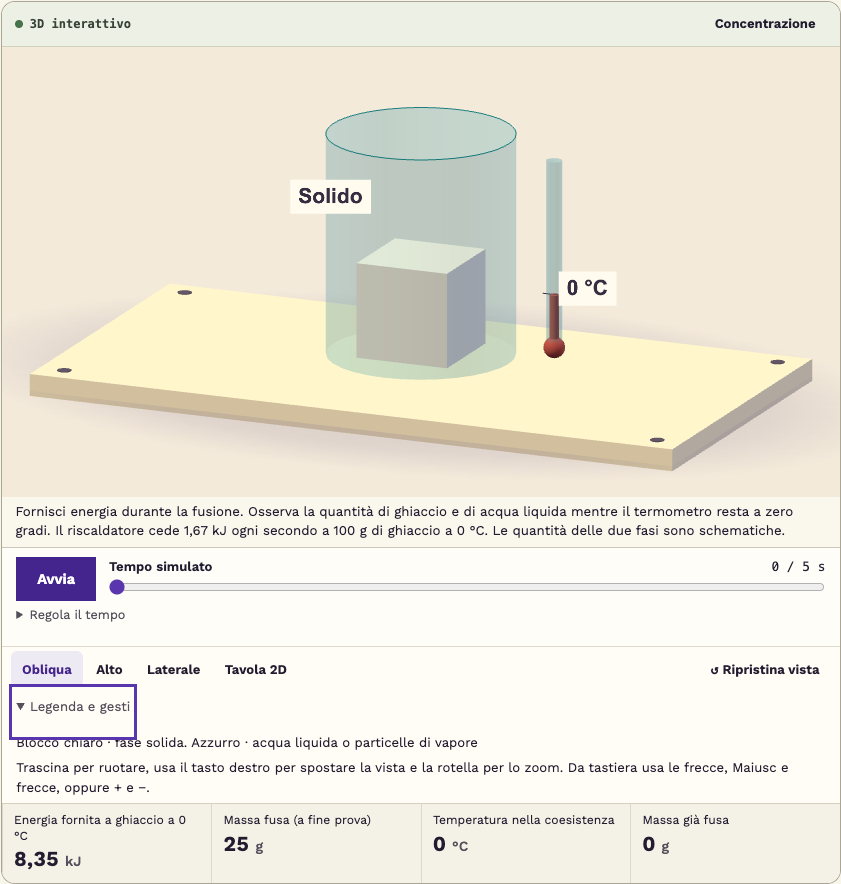 3D interattivo
Concentrazione
Solido
0 °C
Fornisci energia durante la fusione. Osserva la quantità di ghiaccio e di acqua liquida mentre il termometro resta a zero
gradi. Il riscaldatore cede 1,67 kJ ogni secondo a 100 g di ghiaccio a 0 °C. Le quantità delle due fasi sono schematiche.
Avvia
Tempo simulato
0 / 5 s
▶ Regola il tempo
Obliqua
Alto
Laterale
Tavola 2D
↺ Ripristina vista
▼ Legenda e gesti
Blocco chiaro · fase solida. Azzurro · acqua liquida o particelle di vapore
Trascina per ruotare, usa il tasto destro per spostare la vista e la rotella per lo zoom. Da tastiera usa le frecce, Maiusc e
frecce, oppure + e −.
Energia fornita a ghiaccio a 0
°C
8,35 kJ
Massa fusa (a fine prova)
25 g
Temperatura nella coesistenza
0 °C
Massa già fusa
0 g